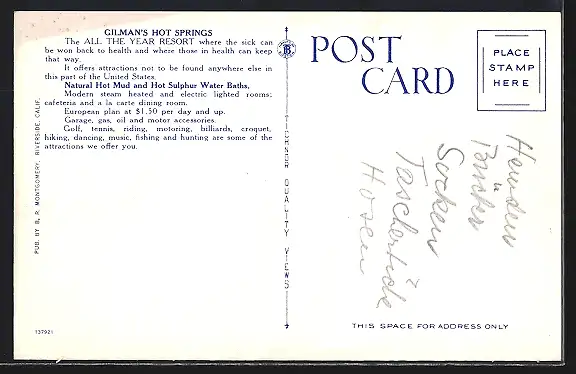 GILMAN'S HOT SPRINGS
The ALL THE YEAR RESORT where the sick can
be won back to health and where those in health can keep
that way.
It offers attractions not to be found anywhere else in
this part of the United States.
Natural Hot Mud and Hot Sulphur Water Baths,
Modern steam heated and electric lighted rooms;
cafeteria and a la carte dining room.
European plan at $1.50 per day and up.
Garage, gas, oil and motor accessories.
Golf, tennis, riding, motoring, billiards, croquet,
hiking, dancing, music, fishing and hunting are some of the
attractions we offer you.
PUB. BY B. R. MONTGOMERY, RIVERSIDE, CALIF.
137921
QUALITY VIEWS
POST
CARD
PLACE
STAMP
HERE
Hemden
u
Socken
Hosen
THIS SPACE FOR ADDRESS ONLY